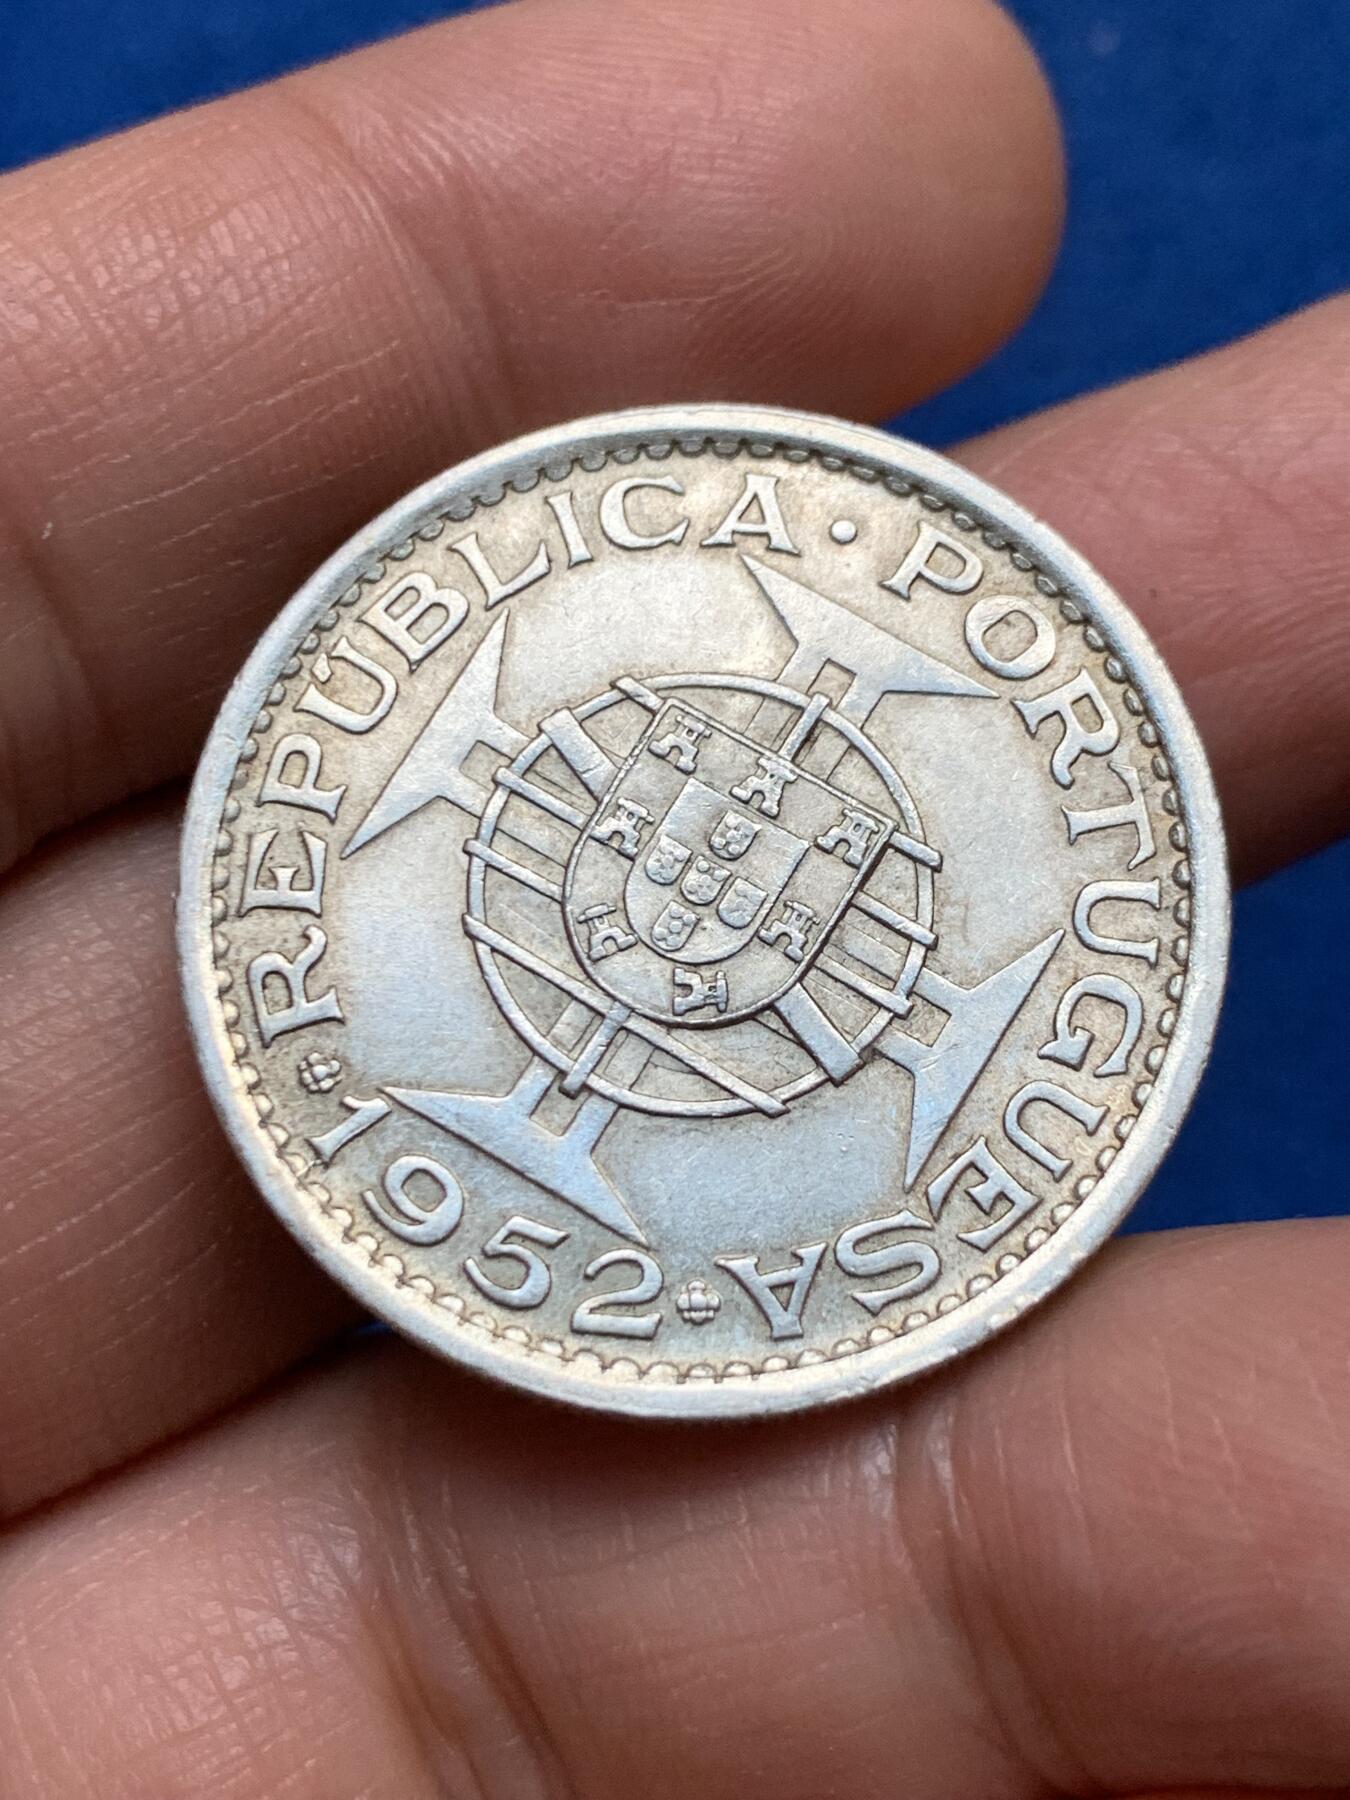 REPÚBLICA · PORTUGUESA
1952